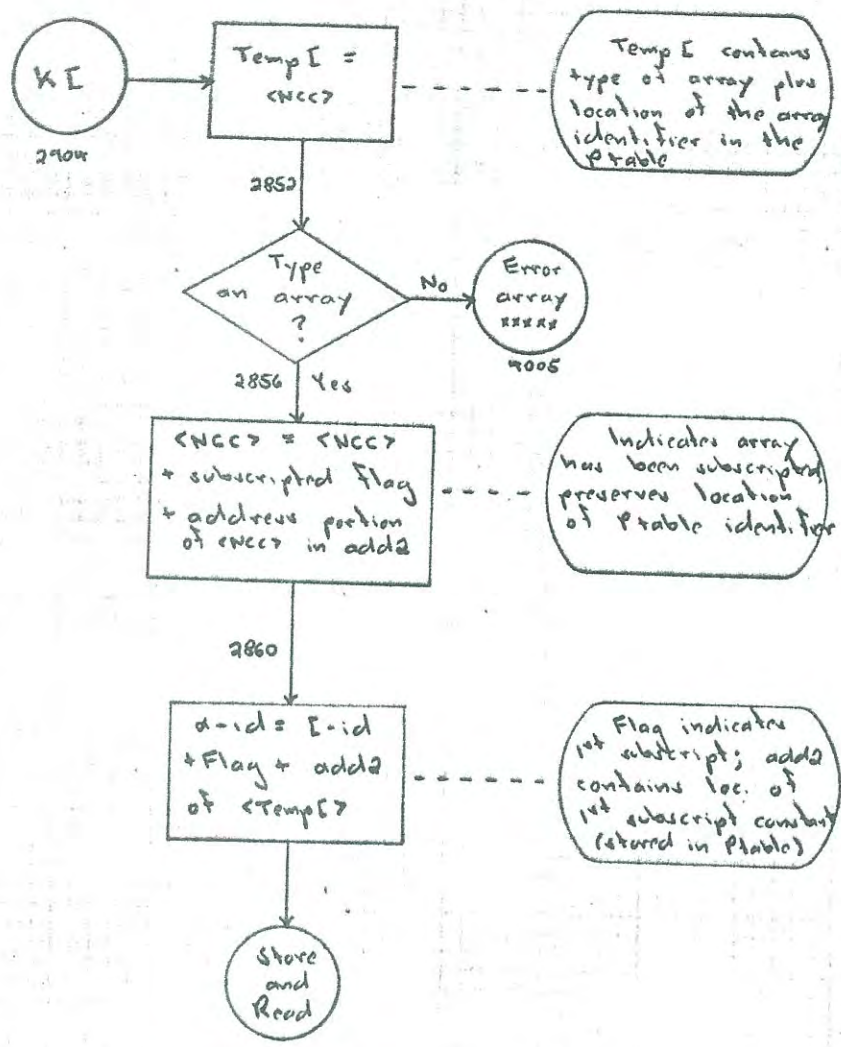 K[
2904
Temp[ =
<NCC>
Temp[ contains
type of array plus
location of the array
identifier in the
Ptable
2852
Type
an array
?
No
Error
array
xxxxx
9005
2856
Yes
<NCC> = <NCC>
+ subscripted flag
+ address portion
of <NCC> in add2
Indicates array
has been subscripted,
preserves location
of Ptable identifier
2860
α-id = [-id
+Flag + add2
of <Temp[>
Flag indicates
1st subscript; add2
contains loc. of
1st subscript constant
(stored in Ptable)
Store
and
Read